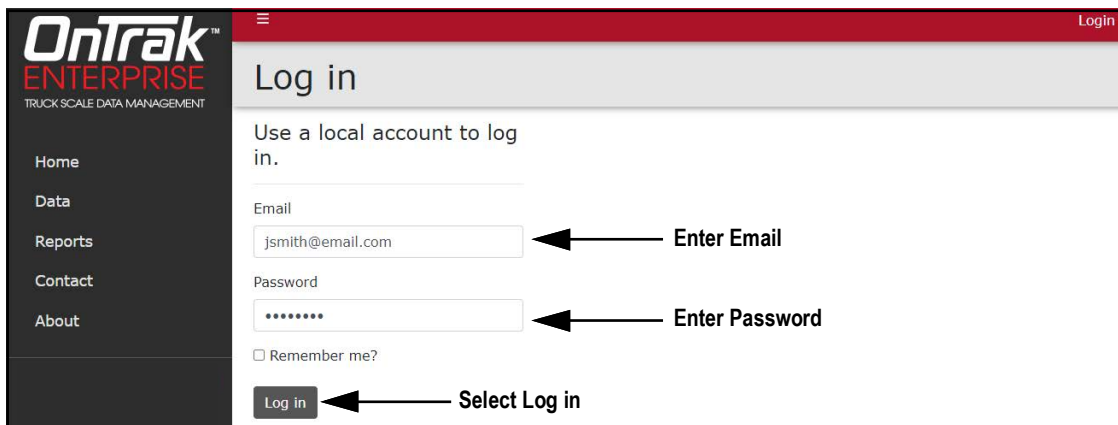 OnTrak™
ENTERPRISE
TRUCK SCALE DATA MANAGEMENT
Home
Data
Reports
Contact
About
Login
Log in
Use a local account to log
in.
Email
jsmith@email.com
Enter Email
Password
••••••••
Enter Password
Remember me?
Log in
Select Log in